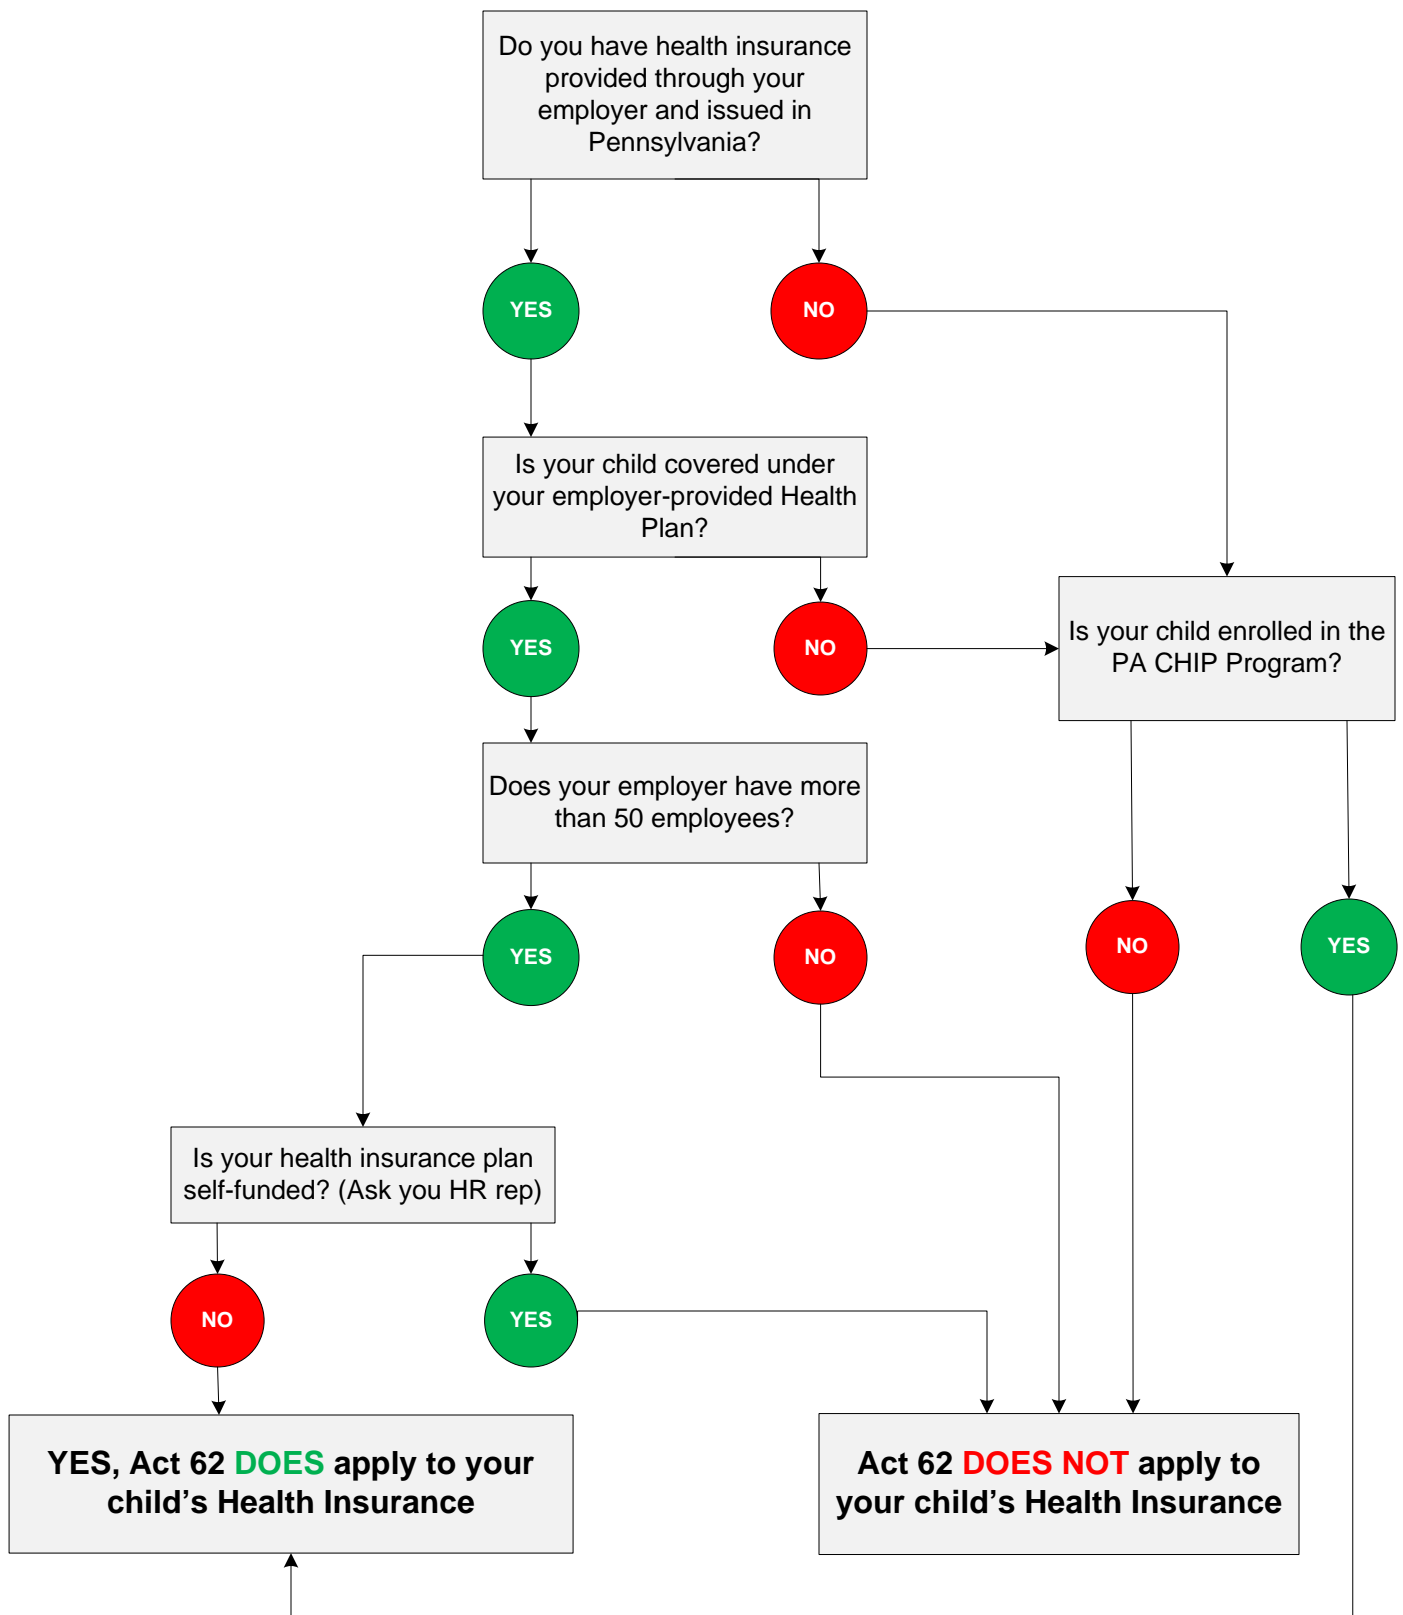 Do you have health insurance
provided through your
employer and issued in
Pennsylvania?
YES
NO
Is your child covered under
your employer-provided Health
Plan?
YES
NO
Is your child enrolled in the
PA CHIP Program?
Does your employer have more
than 50 employees?
YES
NO
NO
YES
Is your health insurance plan
self-funded? (Ask you HR rep)
NO
YES
YES, Act 62 DOES apply to your
child’s Health Insurance
Act 62 DOES NOT apply to
your child’s Health Insurance